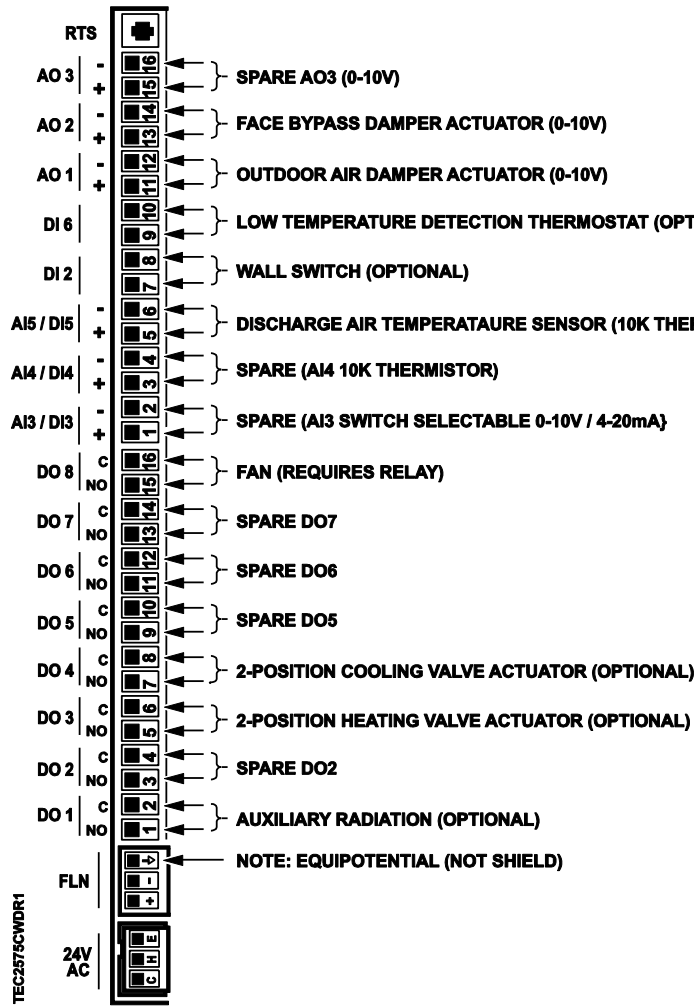 RTS
AO 3 - 16 SPARE AO3 (0-10V)
+ 15
AO 2 - 14 FACE BYPASS DAMPER ACTUATOR (0-10V)
+ 13
AO 1 - 12 OUTDOOR AIR DAMPER ACTUATOR (0-10V)
+ 11
DI 6 10 LOW TEMPERATURE DETECTION THERMOSTAT (OPT
9
DI 2 8 WALL SWITCH (OPTIONAL)
7
AI5 / DI5 - 6 DISCHARGE AIR TEMPERATAURE SENSOR (10K THE
+ 5
AI4 / DI4 - 4 SPARE (AI4 10K THERMISTOR)
+ 3
AI3 / DI3 - 2 SPARE (AI3 SWITCH SELECTABLE 0-10V / 4-20mA}
+ 1
DO 8 C 16 FAN (REQUIRES RELAY)
NO 15
DO 7 C 14 SPARE DO7
NO 13
DO 6 C 12 SPARE DO6
NO 11
DO 5 C 10 SPARE DO5
NO 9
DO 4 C 8 2-POSITION COOLING VALVE ACTUATOR (OPTIONAL)
NO 7
DO 3 C 6 2-POSITION HEATING VALVE ACTUATOR (OPTIONAL)
NO 5
DO 2 C 4 SPARE DO2
NO 3
DO 1 C 2 AUXILIARY RADIATION (OPTIONAL)
NO 1
NOTE: EQUIPOTENTIAL (NOT SHIELD)
FLN -
+
24V E
AC H
C
TEC2575CWDR1